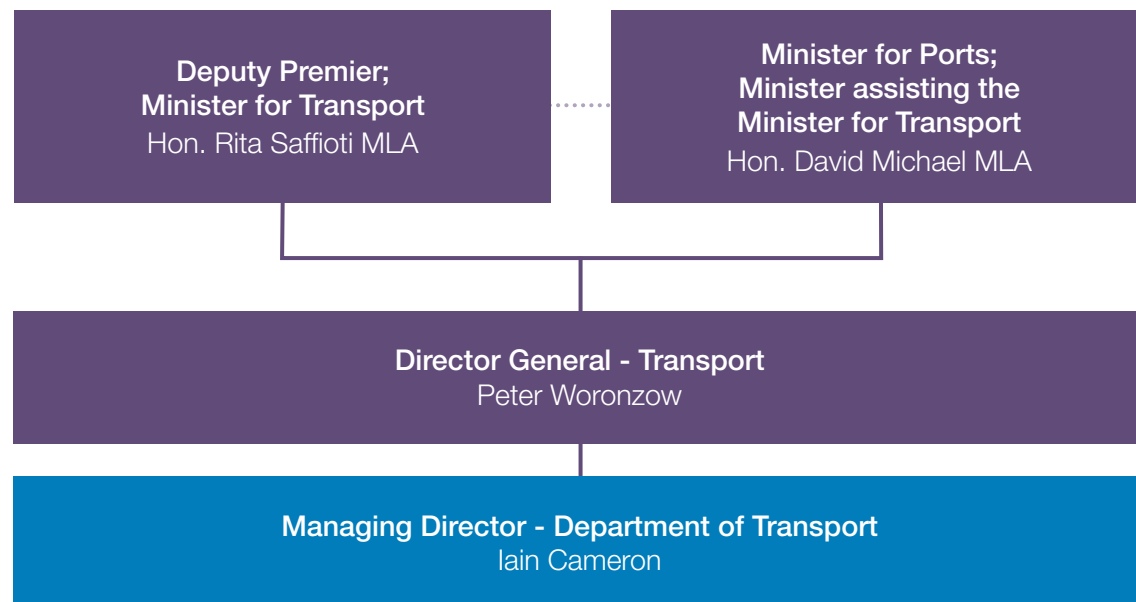 Deputy Premier;
Minister for Transport
Hon. Rita Saffioti MLA
Minister for Ports;
Minister assisting the
Minister for Transport
Hon. David Michael MLA
Director General - Transport
Peter Woronzow
Managing Director - Department of Transport
Iain Cameron